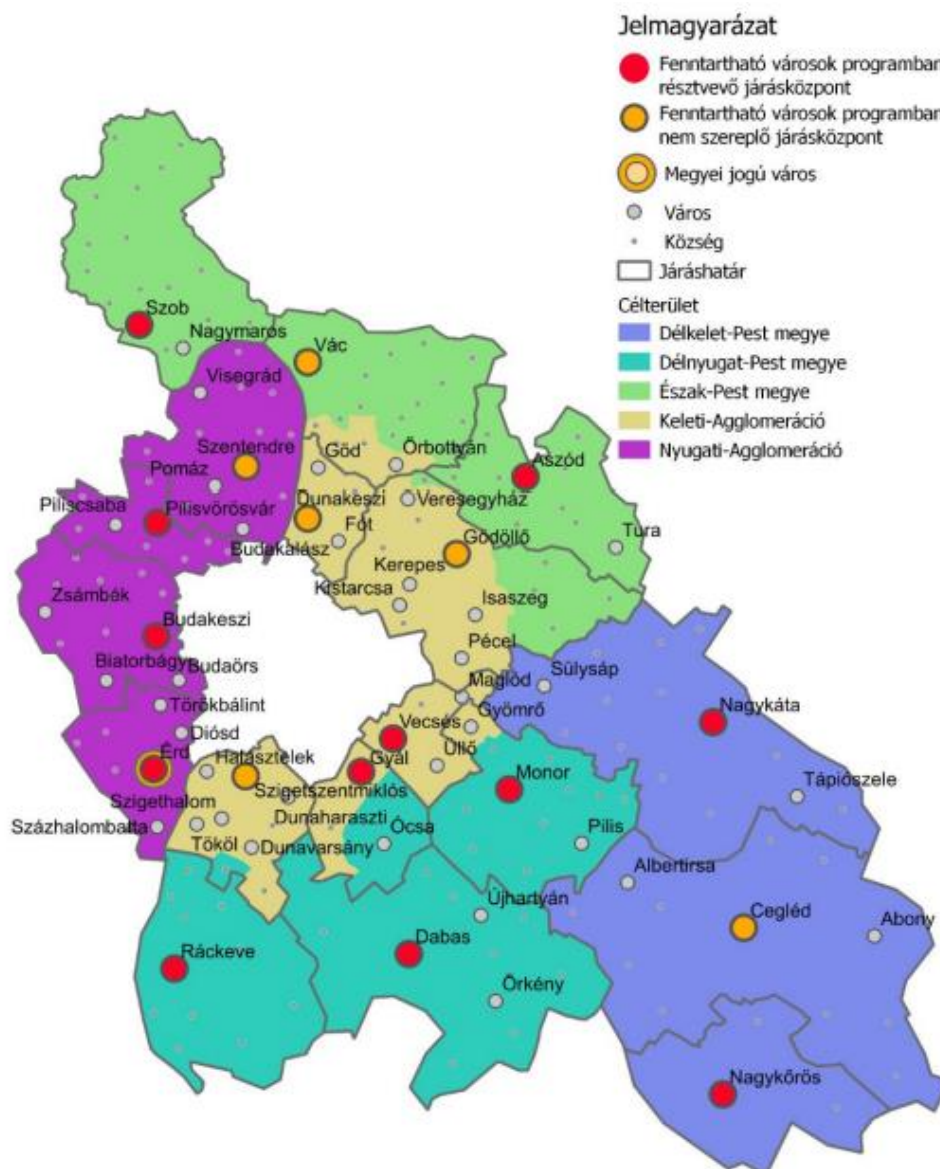 Jelmagyarázat
Fenntartható városok programban
résztvevő járásközpont
Fenntartható városok programban
nem szereplő járásközpont
Megyei jogú város
Város
Község
Járáshatár
Célterület
Délkelet-Pest megye
Délnyugat-Pest megye
Észak-Pest megye
Keleti-Agglomeráció
Nyugati-Agglomeráció
Szob
Nagymaros
Vác
Visegrád
Szentendre
Göd
Őrbottyán
Aszód
Pomáz
Piliscsaba
Pilisvörösvár
Dunakeszi
Veresegyház
Budakalász
Fót
Gödöllő
Tura
Kerepes
Kistarcsa
Zsámbék
Isaszeg
Budakeszi
Pécel
Biatorbágy
Budaörs
Sülysáp
Maglód
Törökbálint
Gyömrő
Nagykáta
Diósd
Vecsés
Érd
Halásztelek
Gyál
Üllő
Szigethalom
Szigetszentmiklós
Monor
Tápiószele
Százhalombatta
Dunaharaszti
Ócsa
Pilis
Tököl
Dunavarsány
Albertirsa
Újhartyán
Cegléd
Abony
Ráckeve
Dabas
Örkény
Nagykőrös